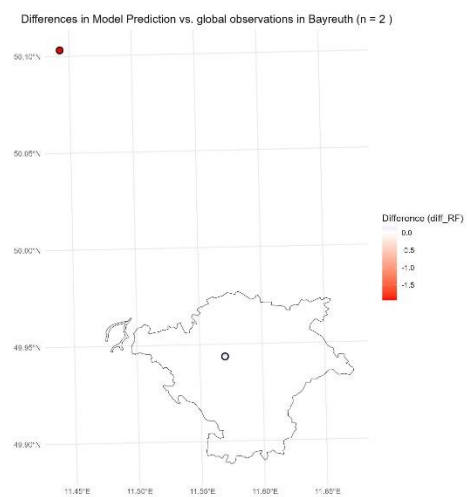 Differences in Model Prediction vs. global observations in Bayreuth (n = 2 )
50.10°N
50.05°N
50.00°N
49.95°N
49.90°N
11.45°E 11.50°E 11.55°E 11.60°E 11.65°E
Difference (diff_RF)
0.0
-0.5
-1.0
-1.5